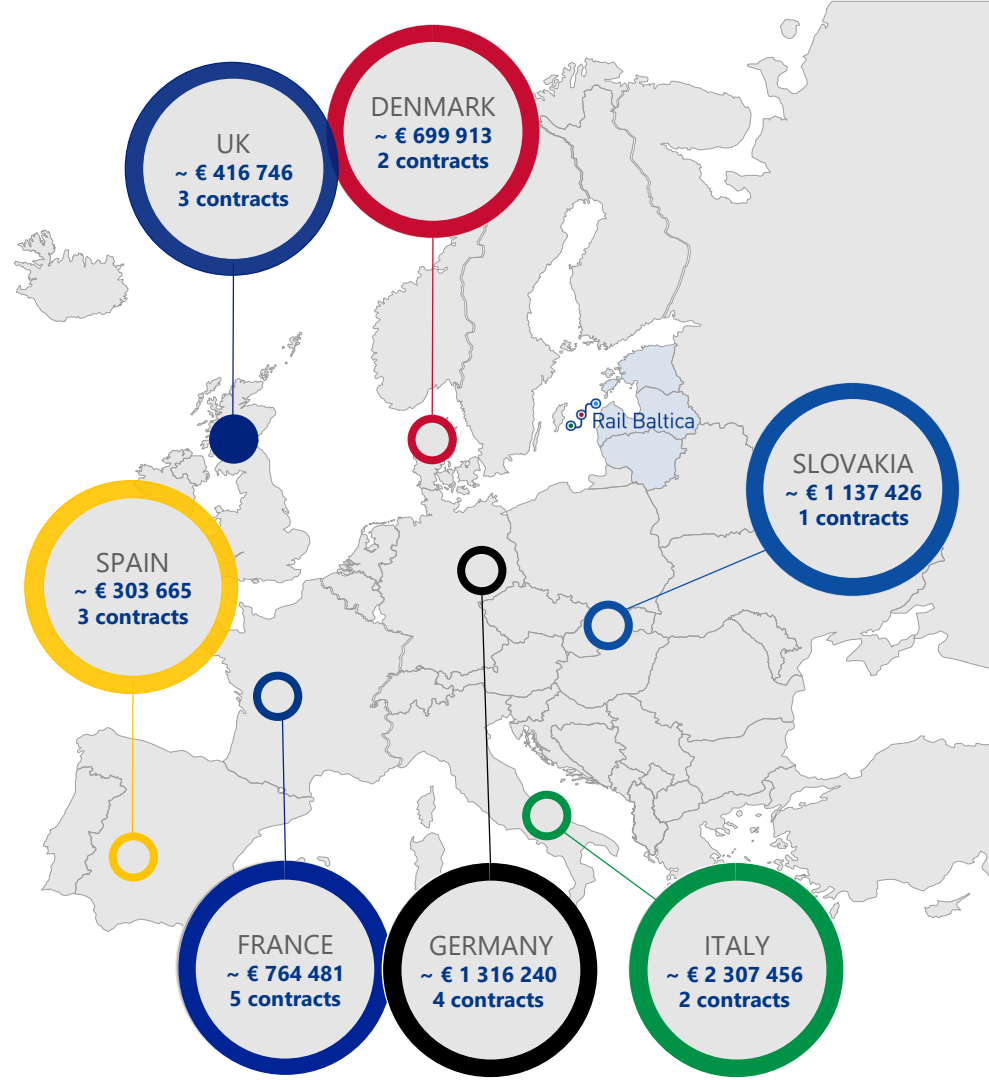 DENMARK
~ € 699 913
2 contracts
UK
~ € 416 746
3 contracts
Rail Baltica
SLOVAKIA
~ € 1 137 426
1 contracts
SPAIN
~ € 303 665
3 contracts
FRANCE
~ € 764 481
5 contracts
GERMANY
~ € 1 316 240
4 contracts
ITALY
~ € 2 307 456
2 contracts